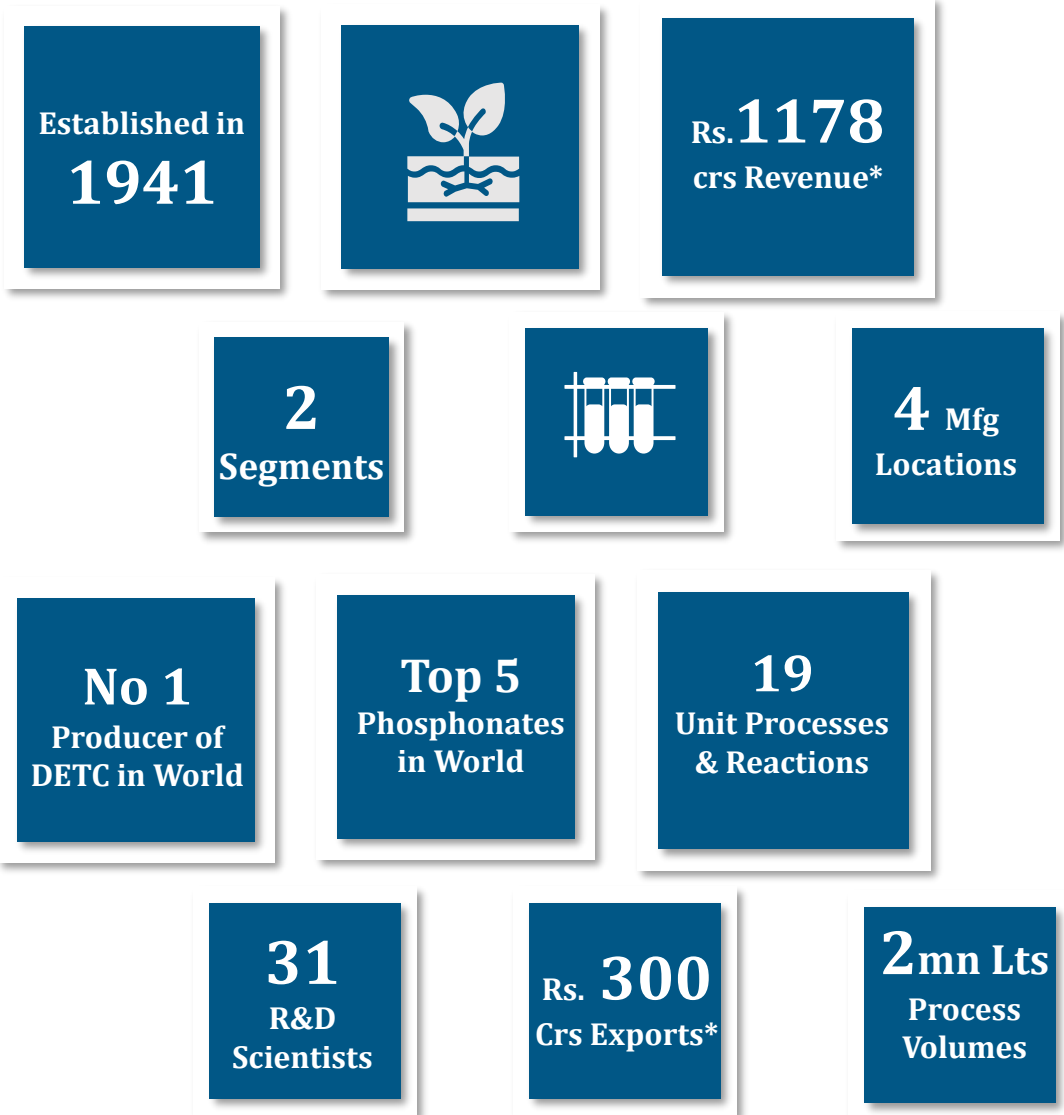 Established in
1941
Rs.1178
crs Revenue*
2
Segments
4 Mfg
Locations
No 1
Producer of
DETC in World
Top 5
Phosphonates
in World
19
Unit Processes
& Reactions
31
R&D
Scientists
Rs. 300
Crs Exports*
2mn Lts
Process
Volumes